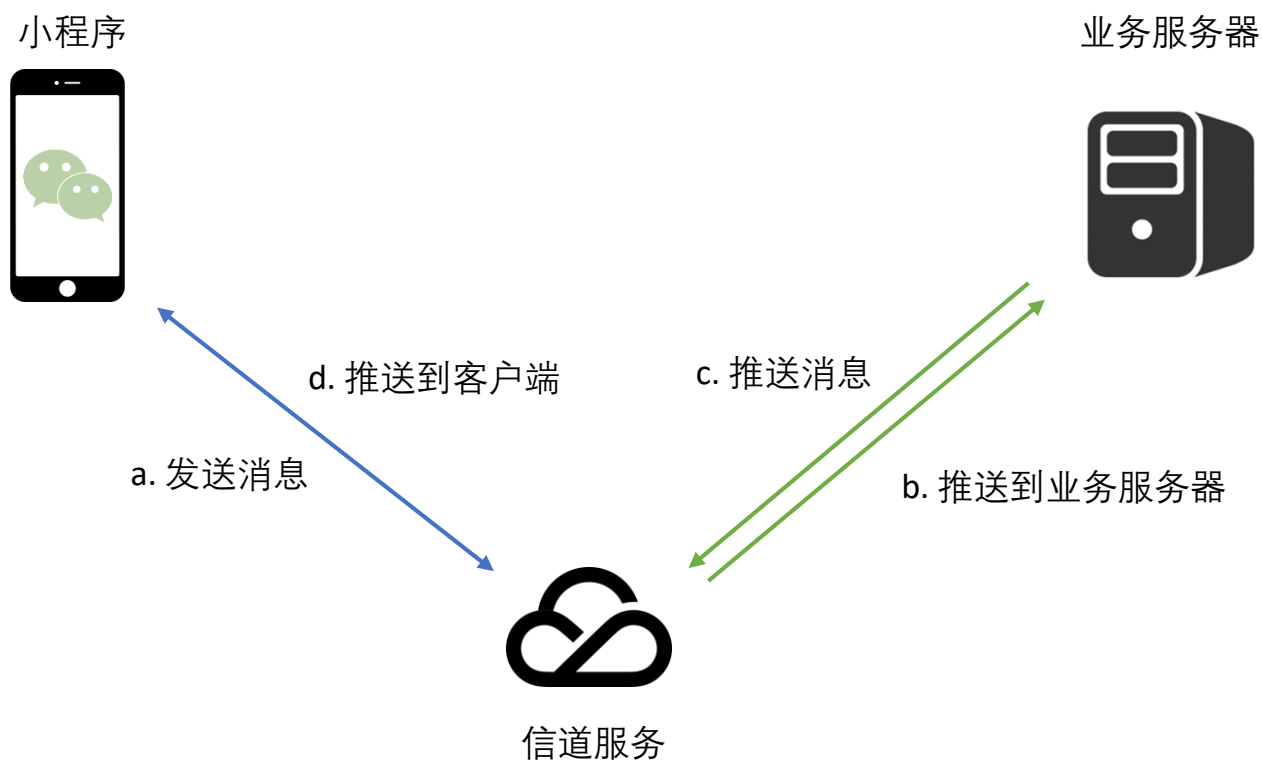 小程序
业务服务器
d. 推送到客户端
c. 推送消息
a. 发送消息
b. 推送到业务服务器
信道服务